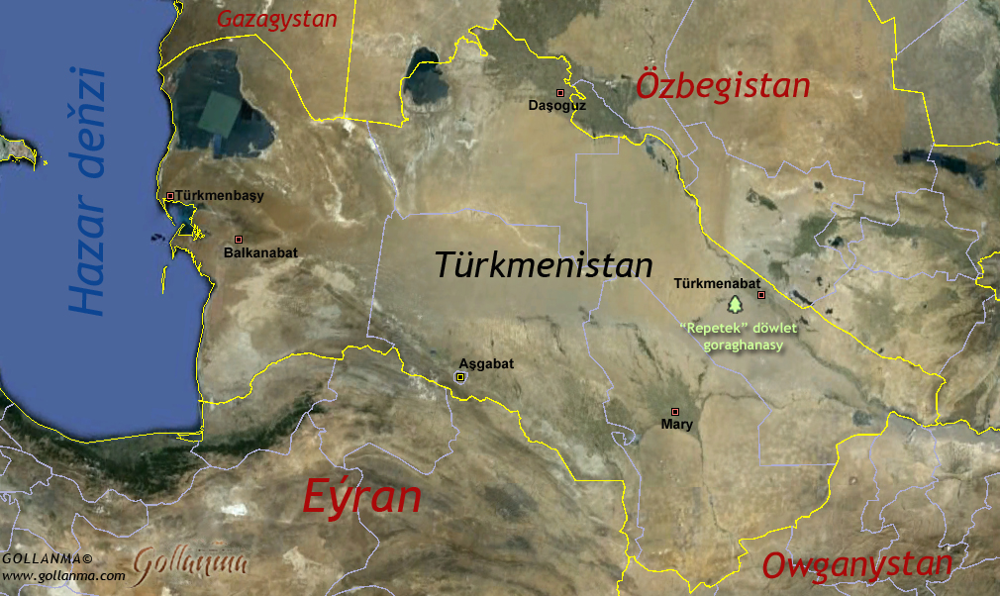 Gazagystan
Özbegistan
Daşoguz
Hazar deňzi
Türkmenbaşy
Balkanabat
Türkmenistan
Türkmenabat
“Repetek” döwlet
goraghanasy
Aşgabat
Mary
Eýran
Owganystan
GOLLANMA©
www.gollanma.com
Gollanma